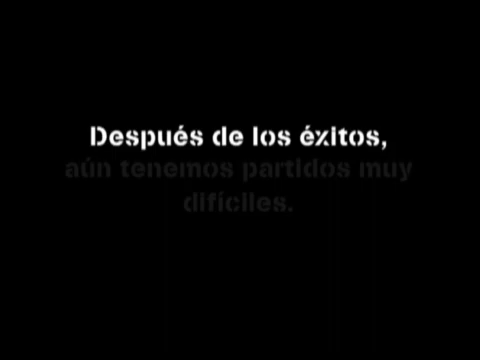 Después de los éxitos,
aún tenemos partidos muy
difíciles.